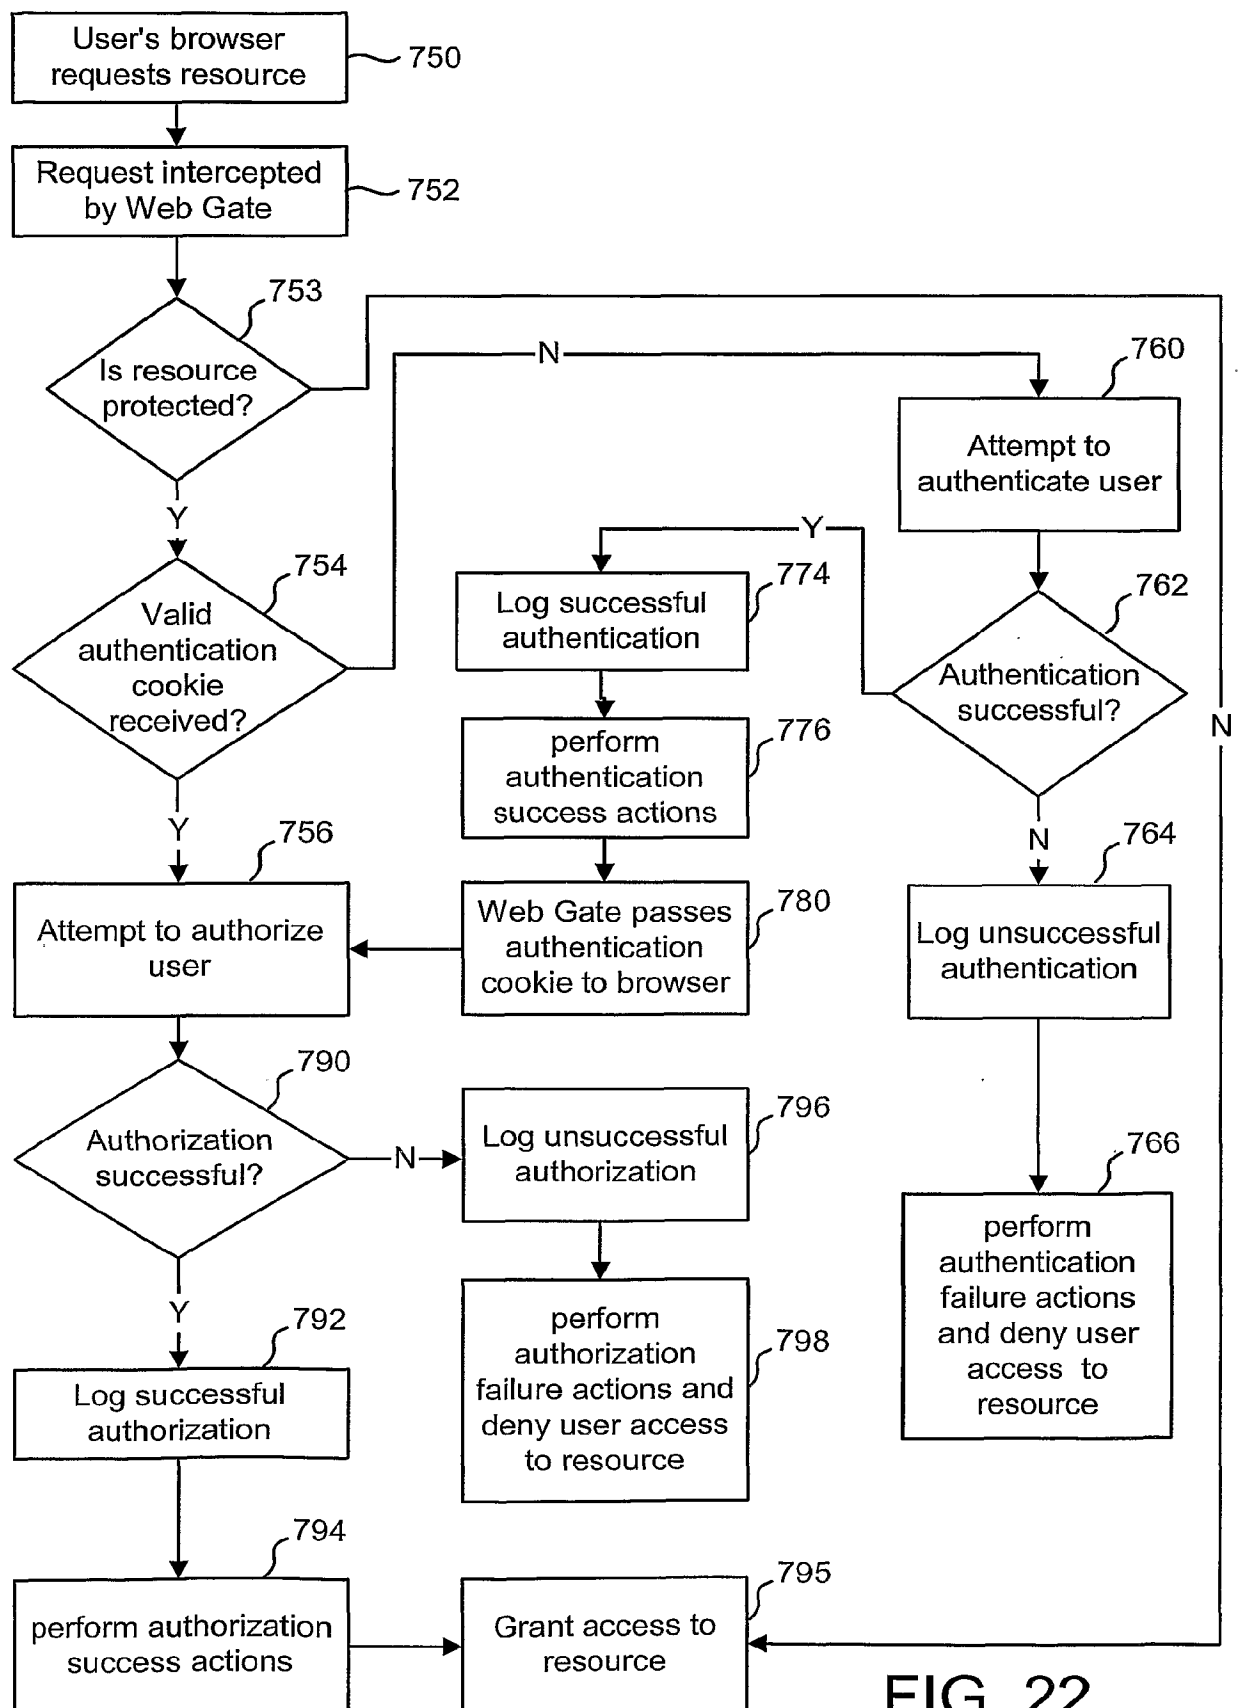 User's browser
requests resource
750
Request intercepted
by Web Gate
752
753
Is resource
protected?
N
760
Attempt to
authenticate user
Y
Y
754
Valid
authentication
cookie
received?
774
Log successful
authentication
762
Authentication
successful?
N
776
perform
authentication
success actions
Y
756
N
764
Attempt to authorize
user
780
Web Gate passes
authentication
cookie to browser
Log unsuccessful
authentication
790
Authorization
successful?
N
796
Log unsuccessful
authorization
766
perform
authentication
failure actions
and deny user
access to
resource
Y
792
Log successful
authorization
798
perform
authorization
failure actions and
deny user access
to resource
794
perform authorization
success actions
795
Grant access to
resource
FIG. 22